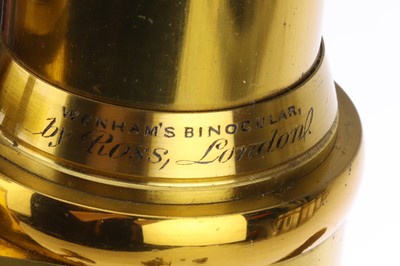 WENHAM'S BINOCULAR,
by Ross, London.